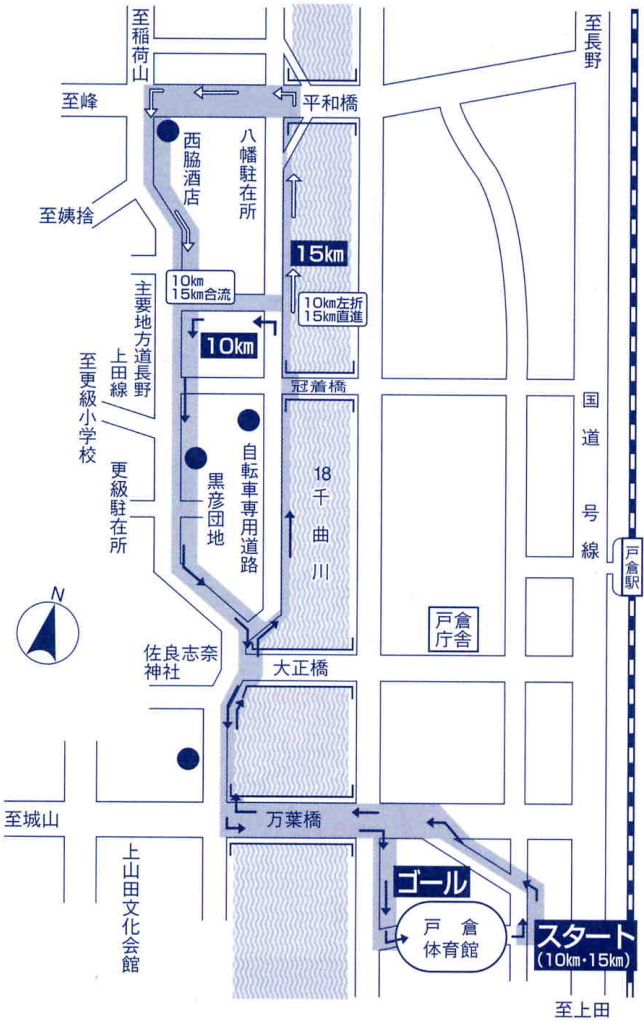 至稲荷山
至長野
至峰
平和橋
西脇酒店
八幡駐在所
至姨捨
15km
10km
15km合流
10km左折
15km直進
主要地方道長野
上田線
10km
至更級小学校
冠着橋
国道 号線
自転車専用道路
黒彦団地
18千曲川
更級駐在所
戸倉駅
N
戸倉
庁舎
佐良志奈
神社
大正橋
至城山
万葉橋
上山田文化会館
ゴール
戸倉
体育館
スタート
(10km・15km)
至上田